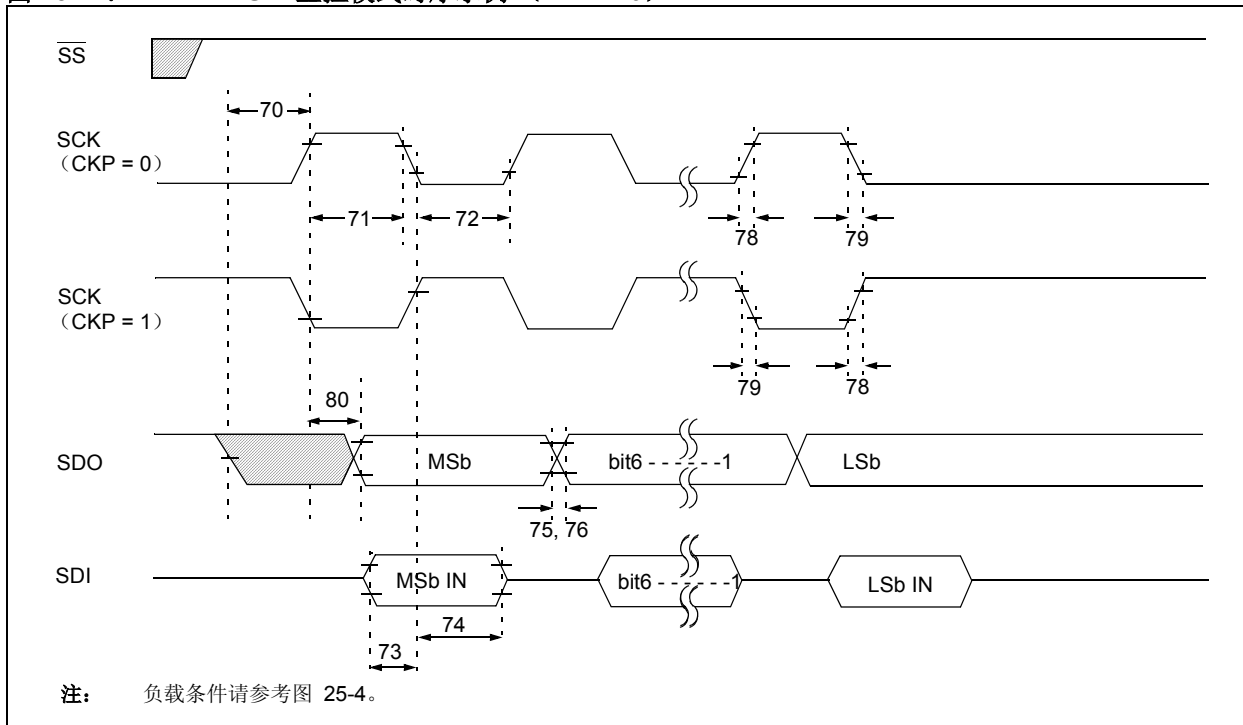 SS
70
SCK
（CKP = 0）
71
72
78
79
SCK
（CKP = 1）
79
78
80
SDO
MSb
bit6 - - - - - - -1
LSb
75, 76
SDI
MSb IN
bit6 - - - - - - -1
LSb IN
74
73
注： 负载条件请参考图 25-4。